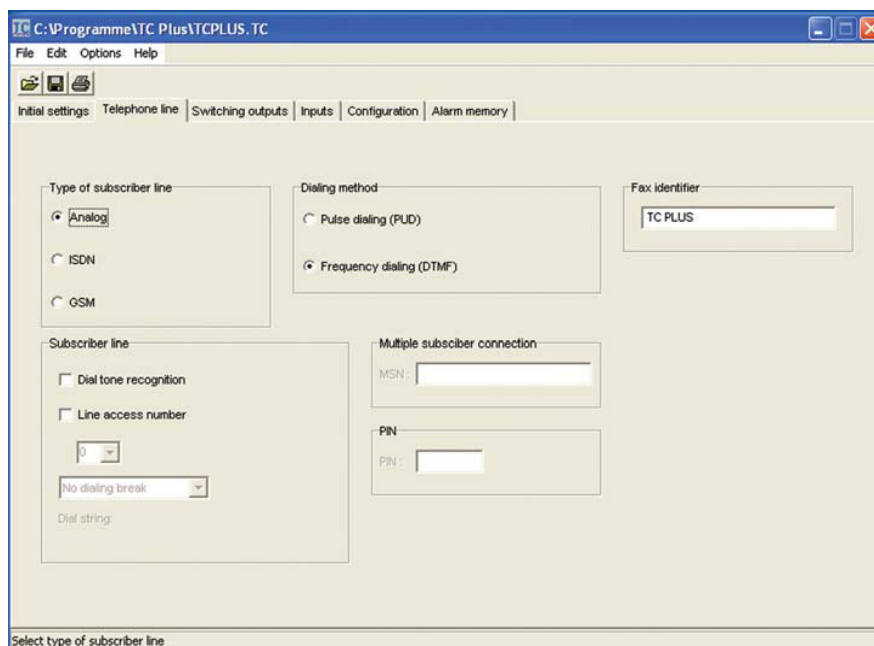 TC C:\Programme\TC Plus\TCPLUS.TC
File Edit Options Help
Initial settings Telephone line Switching outputs Inputs Configuration Alarm memory
Type of subscriber line
Analog
ISDN
GSM
Dialing method
Pulse dialing (PUD)
Frequency dialing (DTMF)
Fax identifier
TC PLUS
Subscriber line
Dial tone recognition
Line access number
0
No dialing break
Dial string:
Multiple subsciber connection
MSN :
PIN
PIN :
Select type of subscriber line